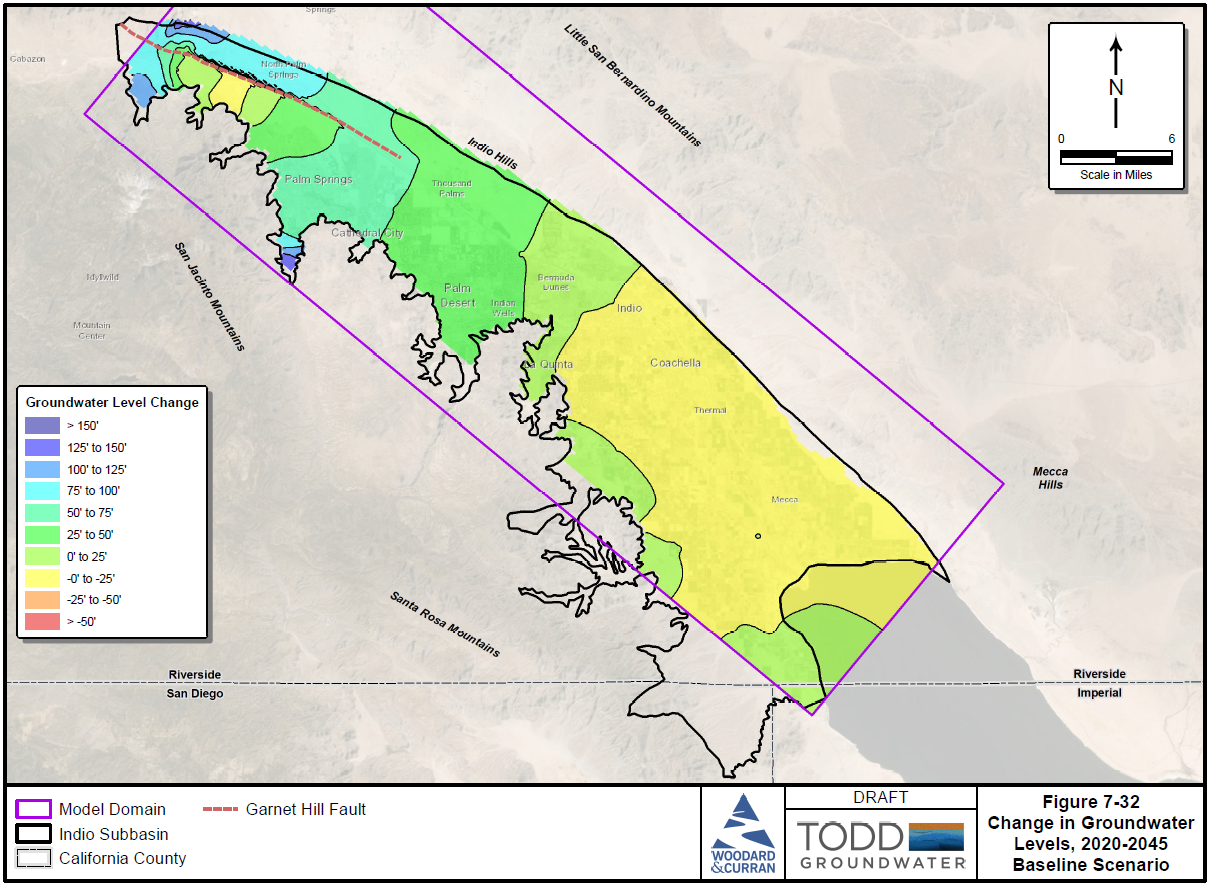 Springs
Cabazon
North Palm
Springs
Little San Bernardino Mountains
N
0
6
Scale in Miles
Indio Hills
Palm Springs
Thousand
Palms
Cathedral City
San Jacinto Mountains
Idyllwild
Mountain
Center
Palm
Desert
Indian
Wells
Bermuda
Dunes
Indio
La Quinta
Coachella
Thermal
Mecca
Mecca
Hills
Groundwater Level Change
> 150'
125' to 150'
100' to 125'
75' to 100'
50' to 75'
25' to 50'
0' to 25'
-0' to -25'
-25' to -50'
> -50'
Santa Rosa Mountains
Riverside
San Diego
Riverside
Imperial
Model Domain
Garnet Hill Fault
Indio Subbasin
California County
WOODARD
&CURRAN
DRAFT
TODD
GROUNDWATER
Figure 7-32
Change in Groundwater
Levels, 2020-2045
Baseline Scenario